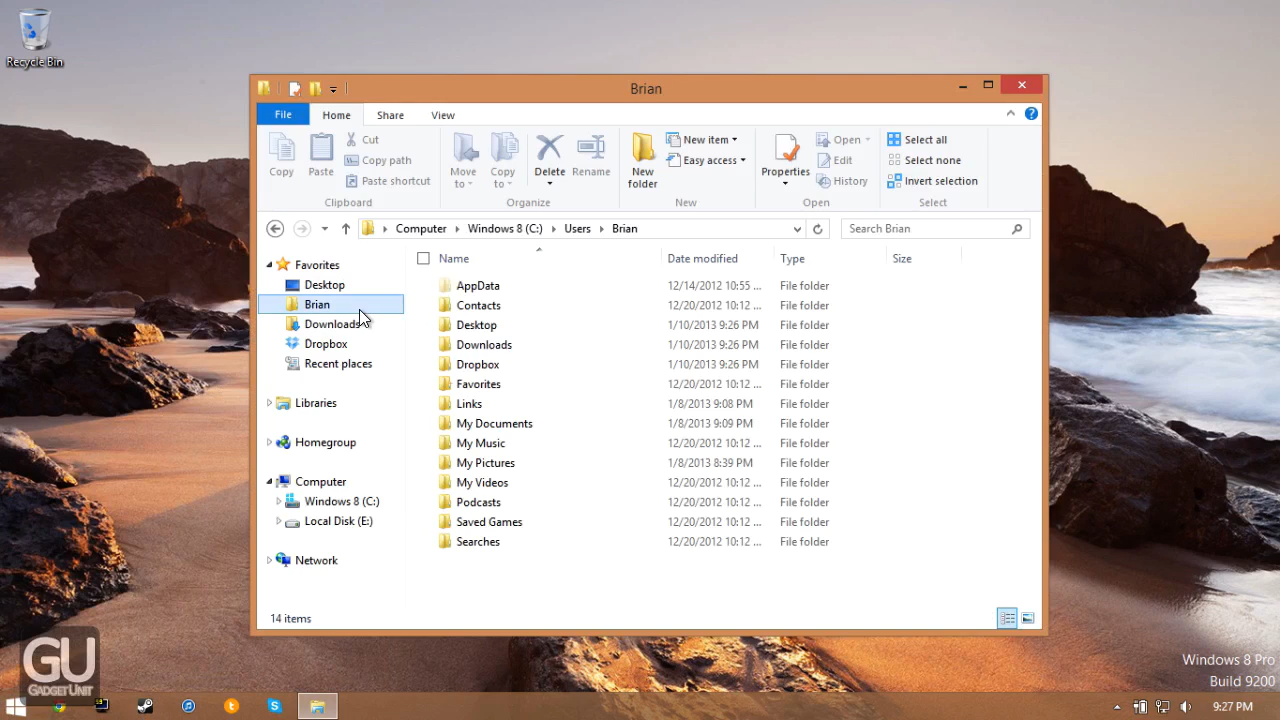 Recycle Bin
Brian
File Home Share View
Copy
Paste
Cut
Copy path
Paste shortcut
Clipboard
Move to
Copy to
Delete
Rename
Organize
New folder
New item
Easy access
New
Properties
Open
Edit
History
Open
Select all
Select none
Invert selection
Select
Computer Windows 8 (C:) Users Brian
Search Brian
Favorites
Desktop
Brian
Downloads
Dropbox
Recent places
Libraries
Homegroup
Computer
Windows 8 (C:)
Local Disk (E:)
Network
Name Date modified Type Size
AppData 12/14/2012 10:55 ... File folder
Contacts 12/20/2012 10:12 ... File folder
Desktop 1/10/2013 9:26 PM File folder
Downloads 1/10/2013 9:26 PM File folder
Dropbox 1/10/2013 9:26 PM File folder
Favorites 12/20/2012 10:12 ... File folder
Links 1/8/2013 9:08 PM File folder
My Documents 1/8/2013 9:09 PM File folder
My Music 12/20/2012 10:12 ... File folder
My Pictures 1/8/2013 8:39 PM File folder
My Videos 12/20/2012 10:12 ... File folder
Podcasts 12/20/2012 10:12 ... File folder
Saved Games 12/20/2012 10:12 ... File folder
Searches 12/20/2012 10:12 ... File folder
14 items
GU
GADGETUNIT
Windows 8 Pro
Build 9200
9:27 PM